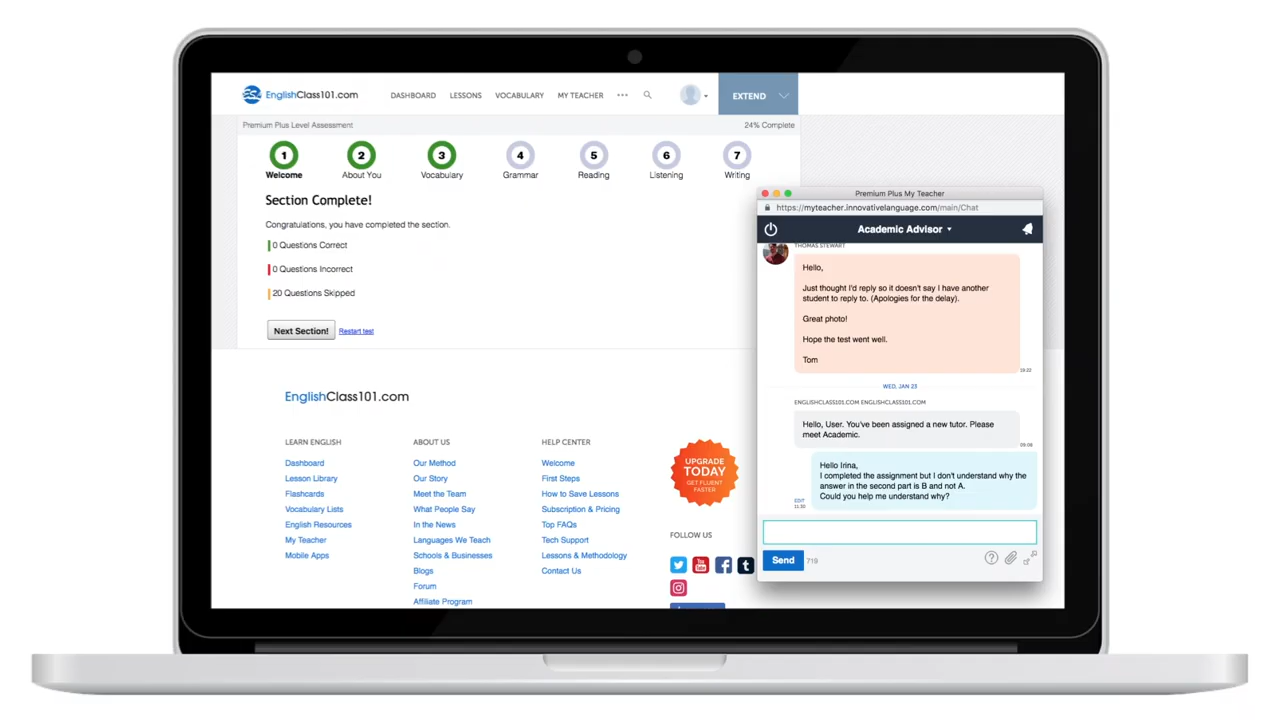 EnglishClass101.com
DASHBOARD LESSONS VOCABULARY MY TEACHER ••• EXTEND
Premium Plus Level Assessment 24% Complete
1 2 3 4 5 6 7
Welcome About You Vocabulary Grammar Reading Listening Writing
Section Complete!
Congratulations, you have completed the section.
0 Questions Correct
0 Questions Incorrect
20 Questions Skipped
Next Section! Restart test
EnglishClass101.com
LEARN ENGLISH
Dashboard
Lesson Library
Flashcards
Vocabulary Lists
English Resources
My Teacher
Mobile Apps
ABOUT US
Our Method
Our Story
Meet the Team
What People Say
In the News
Languages We Teach
Schools & Businesses
Blogs
Forum
Affiliate Program
HELP CENTER
Welcome
First Steps
How to Save Lessons
Subscription & Pricing
Top FAQs
Tech Support
Lessons & Methodology
Contact Us
UPGRADE
TODAY
GET FLUENT
FASTER
FOLLOW US
You
Tube
Premium Plus My Teacher
https://myteacher.innovativelanguage.com/main/Chat
Academic Advisor
THOMAS STEWART
Hello,
Just thought I'd reply so it doesn't say I have another
student to reply to. (Apologies for the delay).
Great photo!
Hope the test went well.
Tom
WED, JAN 23
ENGLISHCLASS101.COM ENGLISHCLASS101.COM
Hello, User. You've been assigned a new tutor. Please
meet Academic.
09:09
Hello Irina,
I completed the assignment but I don't understand why the
answer in the second part is B and not A.
Could you help me understand why?
EDIT
11:30
Send 719